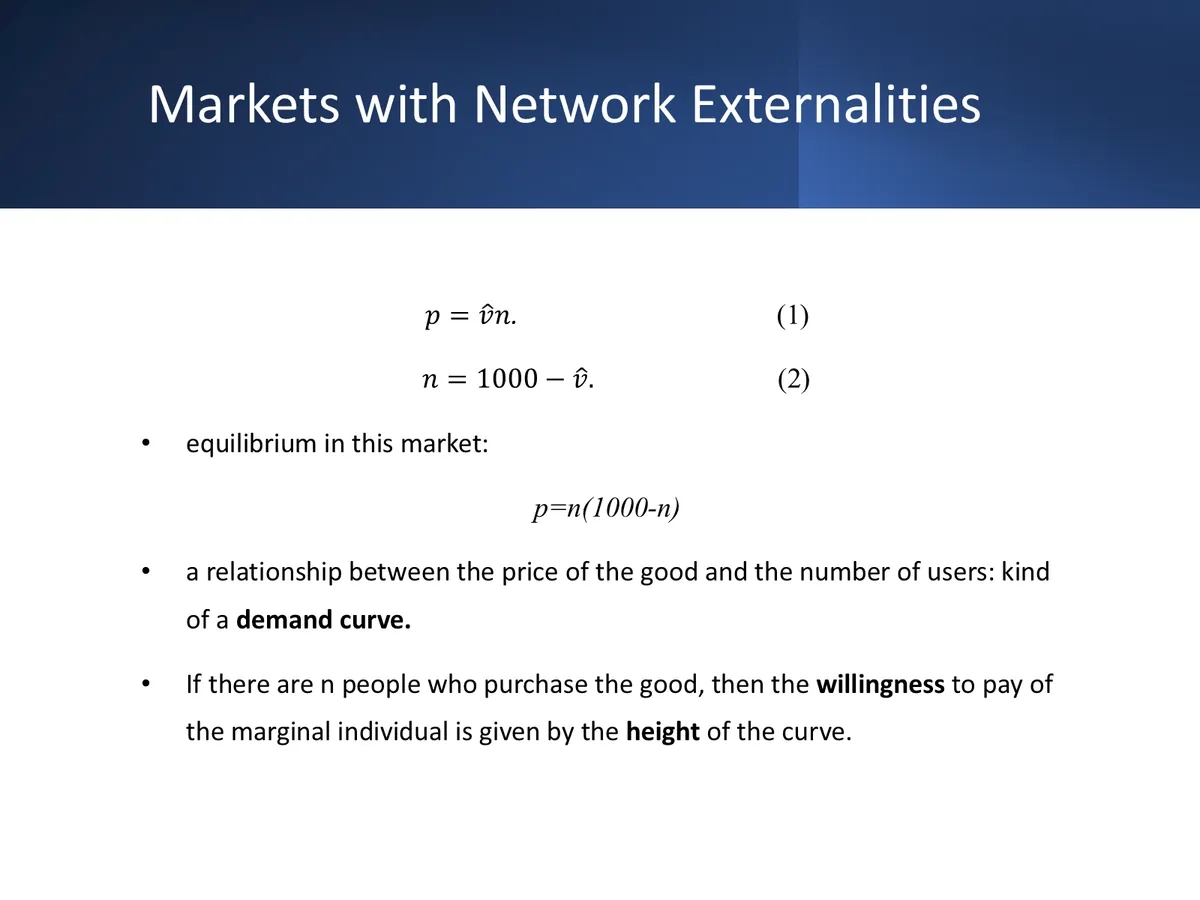 Markets with Network Externalities
𝑝 = 𝑣̂𝑛. (1)
𝑛 = 1000 − 𝑣̂. (2)
• equilibrium in this market:
p=n(1000-n)
• a relationship between the price of the good and the number of users: kind
of a demand curve.
• If there are n people who purchase the good, then the willingness to pay of
the marginal individual is given by the height of the curve.